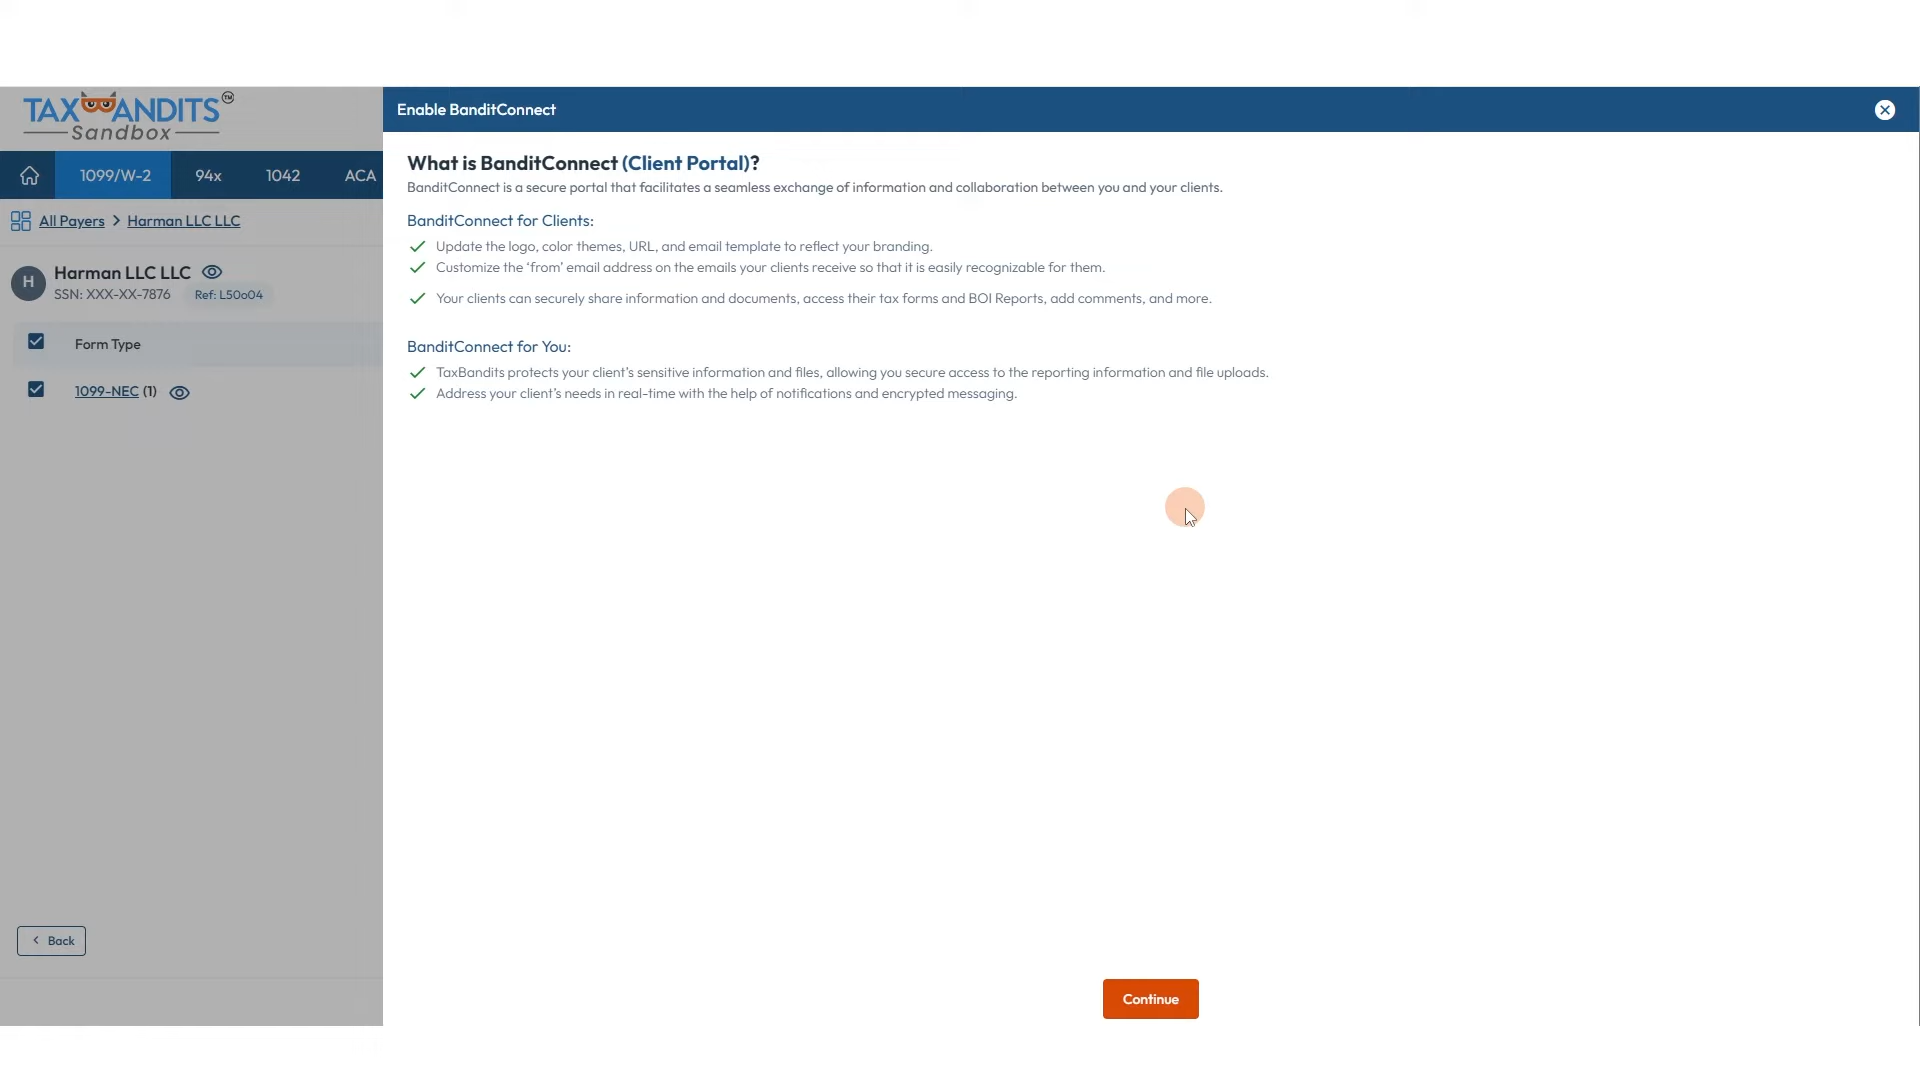 TAXBANDITS™
Sandbox
Enable BanditConnect
1099/W-2
94x
1042
ACA
All Payers > Harman LLC LLC
H
Harman LLC LLC
SSN: XXX-XX-7876
Ref: L50o04
Form Type
1099-NEC (1)
< Back
What is BanditConnect (Client Portal)?
BanditConnect is a secure portal that facilitates a seamless exchange of information and collaboration between you and your clients.
BanditConnect for Clients:
Update the logo, color themes, URL, and email template to reflect your branding.
Customize the ‘from’ email address on the emails your clients receive so that it is easily recognizable for them.
Your clients can securely share information and documents, access their tax forms and BOI Reports, add comments, and more.
BanditConnect for You:
TaxBandits protects your client’s sensitive information and files, allowing you secure access to the reporting information and file uploads.
Address your client’s needs in real-time with the help of notifications and encrypted messaging.
Continue